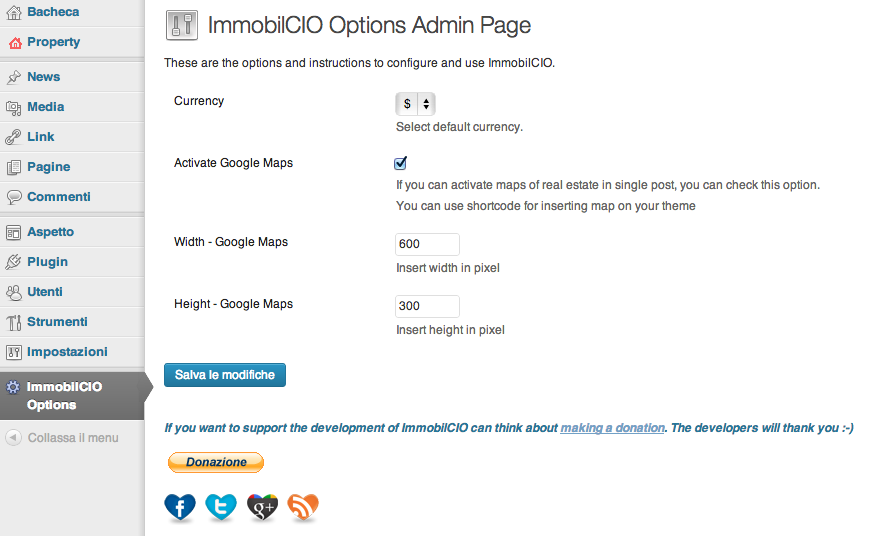 Bacheca
Property
News
Media
Link
Pagine
Commenti
Aspetto
Plugin
Utenti
Strumenti
Impostazioni
ImmobilCIO
Options
Collassa il menu
ImmobilCIO Options Admin Page
These are the options and instructions to configure and use ImmobilCIO.
Currency
$
Select default currency.
Activate Google Maps
If you can activate maps of real estate in single post, you can check this option.
You can use shortcode for inserting map on your theme
Width - Google Maps
600
Insert width in pixel
Height - Google Maps
300
Insert height in pixel
Salva le modifiche
If you want to support the development of ImmobilCIO can think about making a donation. The developers will thank you :-)
Donazione
f
t
g+